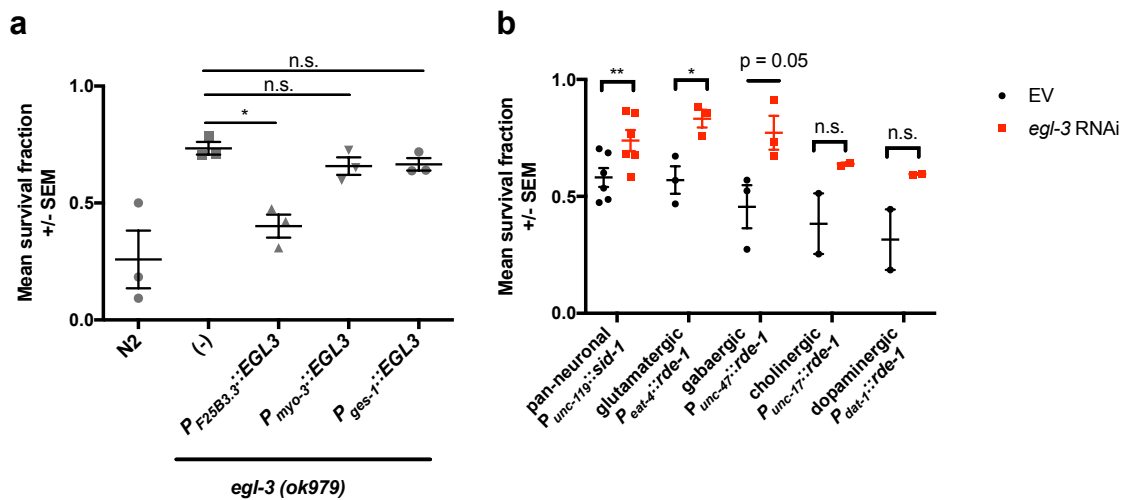 a
n.s.
n.s.
*
1.0
0.5
0.0
Mean survival fraction
+/- SEM
N2
(-)
P F25B3.3::EGL3
P myo-3::EGL3
P ges-1::EGL3
egl-3 (ok979)
b
** * p = 0.05 n.s. n.s.
1.0
0.5
0.0
Mean survival fraction
+/- SEM
EV
egl-3 RNAi
pan-neuronal
P unc-119::sid-1
glutamatergic
P eat-4::rde-1
gabaergic
P unc-47::rde-1
cholinergic
P unc-17::rde-1
dopaminergic
P dat-1::rde-1